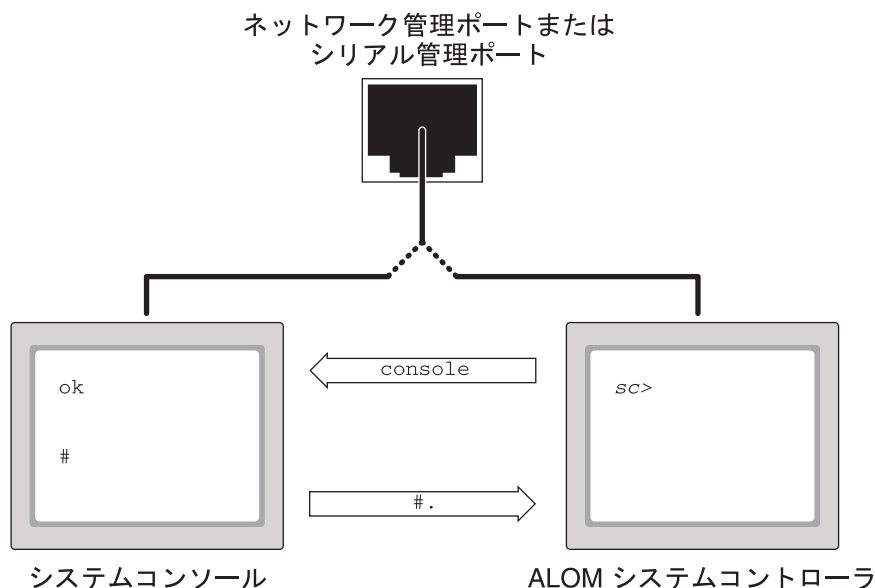 ネットワーク管理ポートまたは
シリアル管理ポート
console
ok
sc>
#
#.
システムコンソール
ALOM システムコントローラ